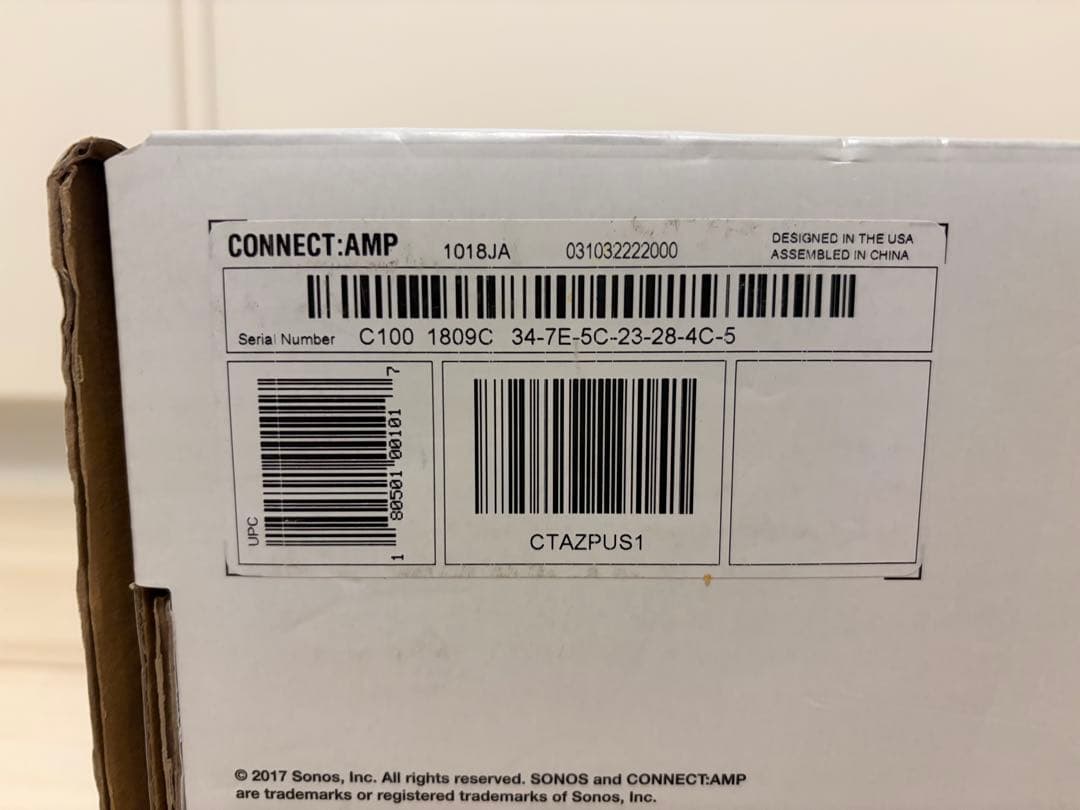 CONNECT:AMP 1018JA 031032222000 DESIGNED IN THE USA
ASSEMBLED IN CHINA
Serial Number C100 1809C 34-7E-5C-23-28-4C-5
UPC
1 80501 00101 7
CTAZPUS1
© 2017 Sonos, Inc. All rights reserved. SONOS and CONNECT:AMP
are trademarks or registered trademarks of Sonos, Inc.